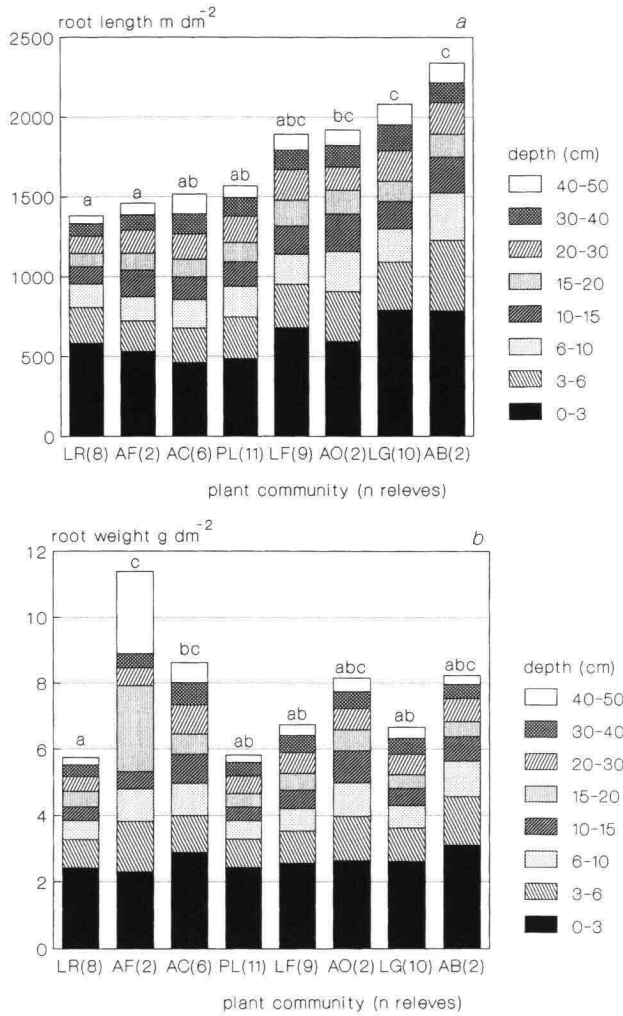 root length m dm-2
a
2500
2000
1500
1000
500
0
a a ab ab abc bc c c
LR(8) AF(2) AC(6) PL(11) LF(9) AO(2) LG(10) AB(2)
plant community (n releves)
depth (cm)
40-50
30-40
20-30
15-20
10-15
6-10
3-6
0-3
root weight g dm-2
b
12
10
8
6
4
2
0
a c bc ab ab abc ab abc
LR(8) AF(2) AC(6) PL(11) LF(9) AO(2) LG(10) AB(2)
plant community (n releves)
depth (cm)
40-50
30-40
20-30
15-20
10-15
6-10
3-6
0-3